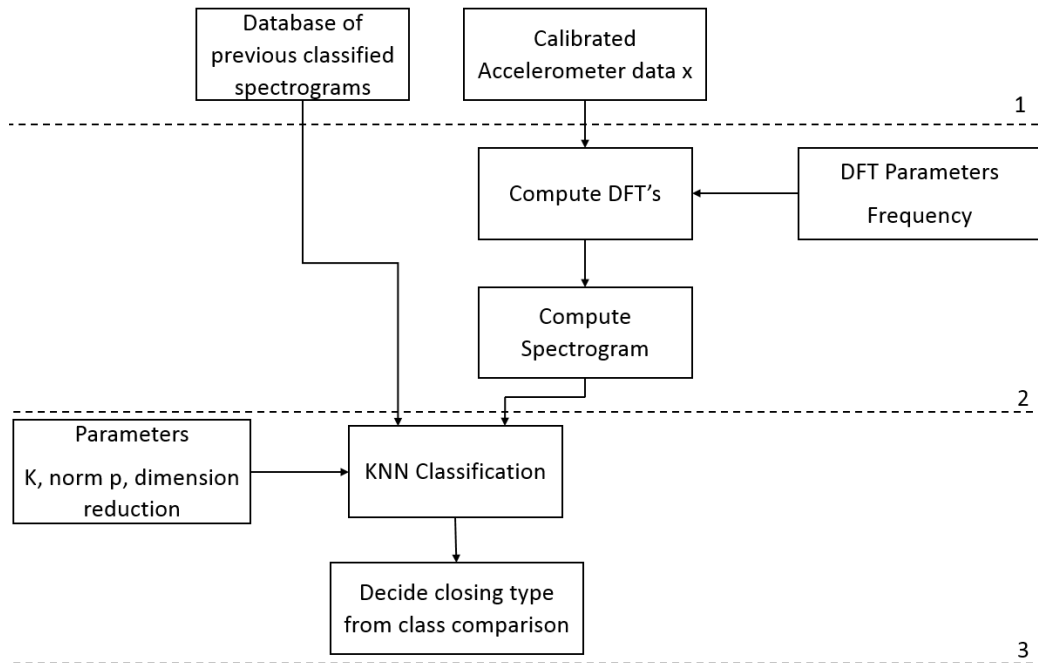 Database of
previous classified
spectrograms
Calibrated
Accelerometer data x
1
Compute DFT's
DFT Parameters
Frequency
Compute
Spectrogram
2
Parameters
K, norm p, dimension
reduction
KNN Classification
Decide closing type
from class comparison
3